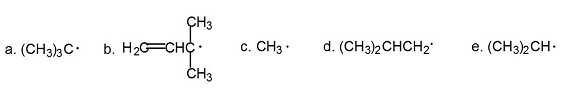 CH₃
a. (CH₃)₃C· b. H₂C=CHC· c. CH₃· d. (CH₃)₂CHCH₂· e. (CH₃)₂CH·
CH₃